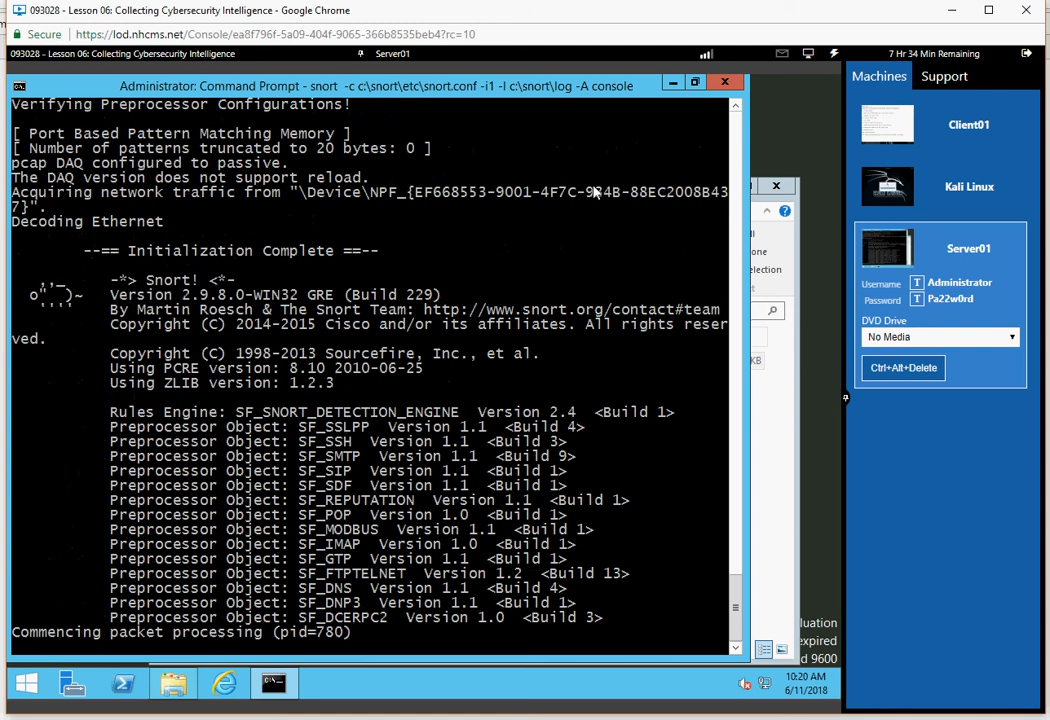 093028 - Lesson 06: Collecting Cybersecurity Intelligence - Google Chrome
Secure https://lod.nhcms.net/Console/ea8f796f-5a09-404f-9065-366b8535beb4?rc=10
093028 - Lesson 06: Collecting Cybersecurity Intelligence Server01 7 Hr 34 Min Remaining
Administrator: Command Prompt - snort -c c:\snort\etc\snort.conf -i1 -l c:\snort\log -A console
Verifying Preprocessor Configurations!
[ Port Based Pattern Matching Memory ]
[ Number of patterns truncated to 20 bytes: 0 ]
pcap DAQ configured to passive.
The DAQ version does not support reload.
Acquiring network traffic from "\Device\NPF_{EF668553-9001-4F7C-934B-88EC2008B43
7}".
Decoding Ethernet
--== Initialization Complete ==--
,,_ -*> Snort! <*-
o" )~ Version 2.9.8.0-WIN32 GRE (Build 229)
'''' By Martin Roesch & The Snort Team: http://www.snort.org/contact#team
Copyright (C) 2014-2015 Cisco and/or its affiliates. All rights reser
ved.
Copyright (C) 1998-2013 Sourcefire, Inc., et al.
Using PCRE version: 8.10 2010-06-25
Using ZLIB version: 1.2.3
Rules Engine: SF_SNORT_DETECTION_ENGINE Version 2.4 <Build 1>
Preprocessor Object: SF_SSLPP Version 1.1 <Build 4>
Preprocessor Object: SF_SSH Version 1.1 <Build 3>
Preprocessor Object: SF_SMTP Version 1.1 <Build 9>
Preprocessor Object: SF_SIP Version 1.1 <Build 1>
Preprocessor Object: SF_SDF Version 1.1 <Build 1>
Preprocessor Object: SF_REPUTATION Version 1.1 <Build 1>
Preprocessor Object: SF_POP Version 1.0 <Build 1>
Preprocessor Object: SF_MODBUS Version 1.1 <Build 1>
Preprocessor Object: SF_IMAP Version 1.0 <Build 1>
Preprocessor Object: SF_GTP Version 1.1 <Build 1>
Preprocessor Object: SF_FTPTELNET Version 1.2 <Build 13>
Preprocessor Object: SF_DNS Version 1.1 <Build 4>
Preprocessor Object: SF_DNP3 Version 1.1 <Build 1>
Preprocessor Object: SF_DCERPC2 Version 1.0 <Build 3>
Commencing packet processing (pid=780)
one
election
KB
luation
expired
d 9600
10:20 AM
6/11/2018
Machines Support
Client01
Kali Linux
Server01
Username T Administrator
Password T Pa22w0rd
DVD Drive
No Media
Ctrl+Alt+Delete